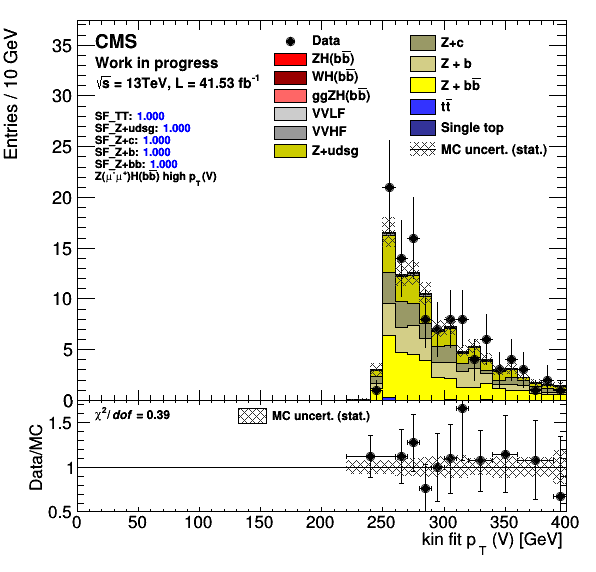 CMS
Work in progress
√s = 13TeV, L = 41.53 fb⁻¹
SF_TT: 1.000
SF_Z+udsg: 1.000
SF_Z+c: 1.000
SF_Z+b: 1.000
SF_Z+bb: 1.000
Z(μ⁻μ⁺)H(bb̅) high p_T(V)
Data
ZH(bb̅)
WH(bb̅)
ggZH(bb̅)
VVLF
VVHF
Z+udsg
Z+c
Z + b
Z + bb̅
tt̅
Single top
MC uncert. (stat.)
Entries / 10 GeV
35
30
25
20
15
10
5
0
χ²/dof = 0.39
MC uncert. (stat.)
Data/MC
1.5
1
0.5
0 50 100 150 200 250 300 350 400
kin fit p_T (V) [GeV]